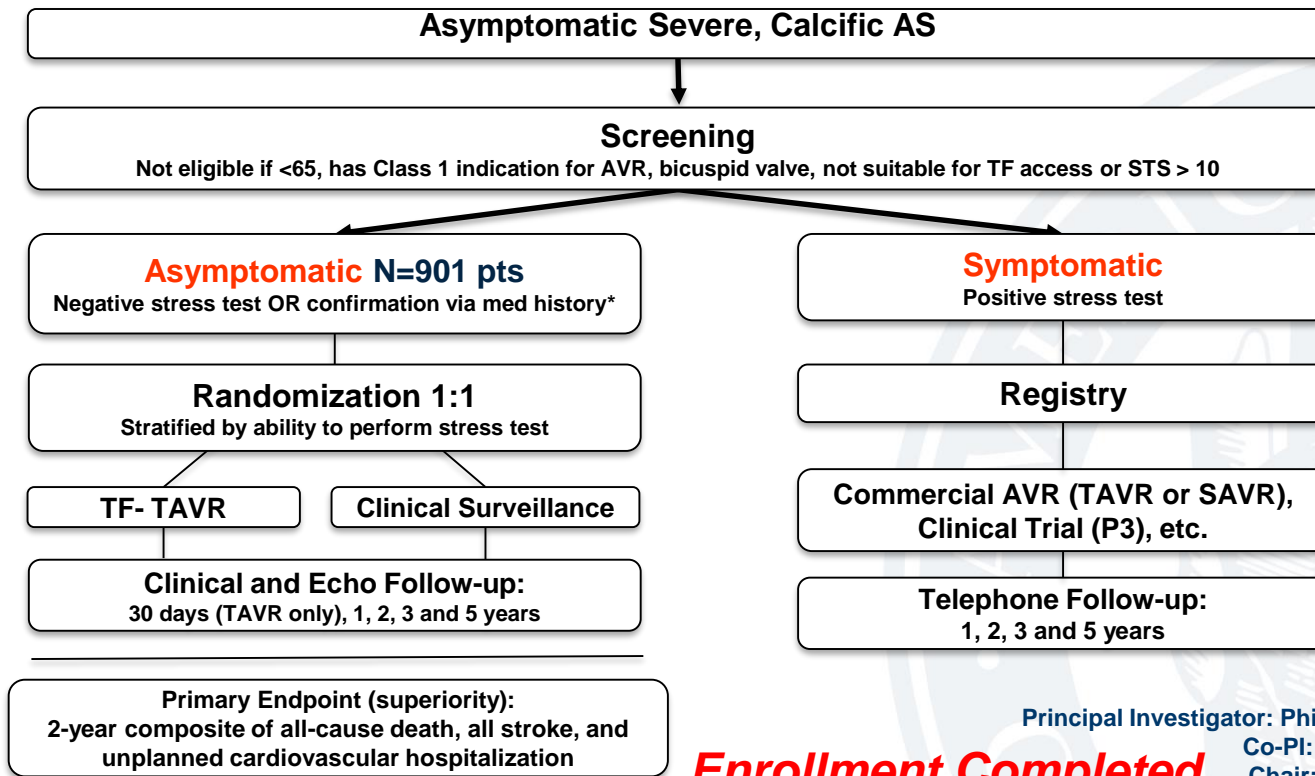 Asymptomatic Severe, Calcific AS
Screening
Not eligible if <65, has Class 1 indication for AVR, bicuspid valve, not suitable for TF access or STS > 10
Asymptomatic N=901 pts
Negative stress test OR confirmation via med history*
Symptomatic
Positive stress test
Randomization 1:1
Stratified by ability to perform stress test
Registry
TF- TAVR
Clinical Surveillance
Commercial AVR (TAVR or SAVR),
Clinical Trial (P3), etc.
Clinical and Echo Follow-up:
30 days (TAVR only), 1, 2, 3 and 5 years
Telephone Follow-up:
1, 2, 3 and 5 years
Primary Endpoint (superiority):
2-year composite of all-cause death, all stroke, and
unplanned cardiovascular hospitalization
Principal Investigator:
Co-PI:
Enrollment Completed